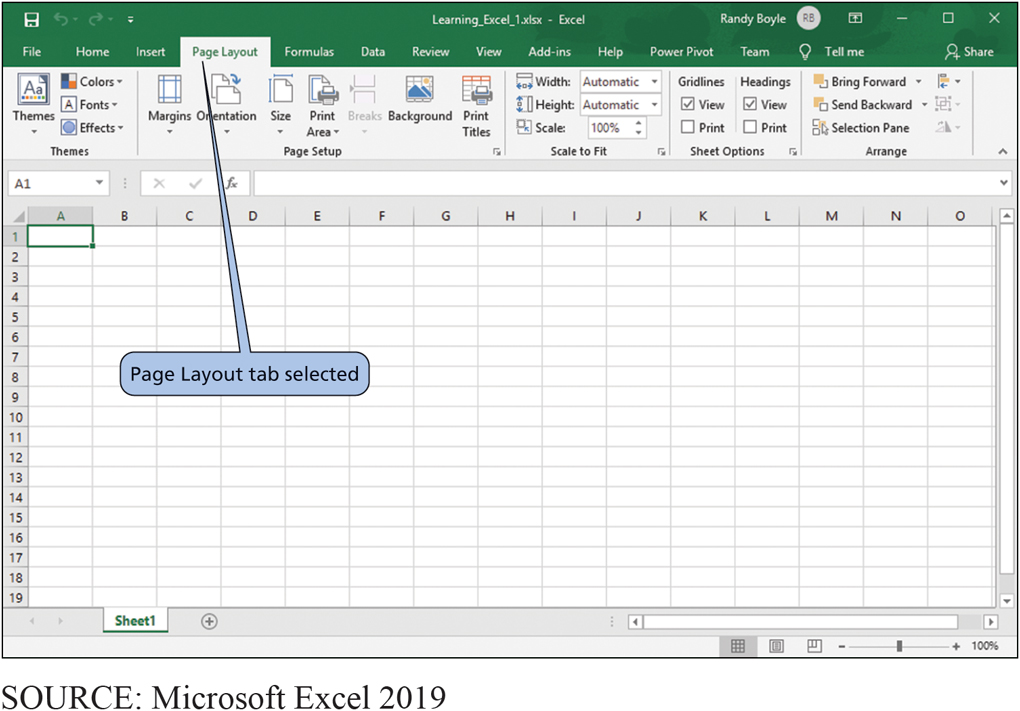 Learning_Excel_1.xlsx - Excel Randy Boyle RB
File Home Insert Page Layout Formulas Data Review View Add-ins Help Power Pivot Team Tell me Share
Aa Colors Width: Automatic Gridlines Headings Bring Forward
A Fonts Height: Automatic View View Send Backward
Themes Effects Margins Orientation Size Print Area Breaks Background Print Titles Scale: 100% Print Print Selection Pane
Themes Page Setup Scale to Fit Sheet Options Arrange
A1 fx
A B C D E F G H I J K L M N O
1
2
3
4
5
6
7
8
9
10
11
12
13
14
15
16
17
18
19
Page Layout tab selected
Sheet1
100%
SOURCE: Microsoft Excel 2019